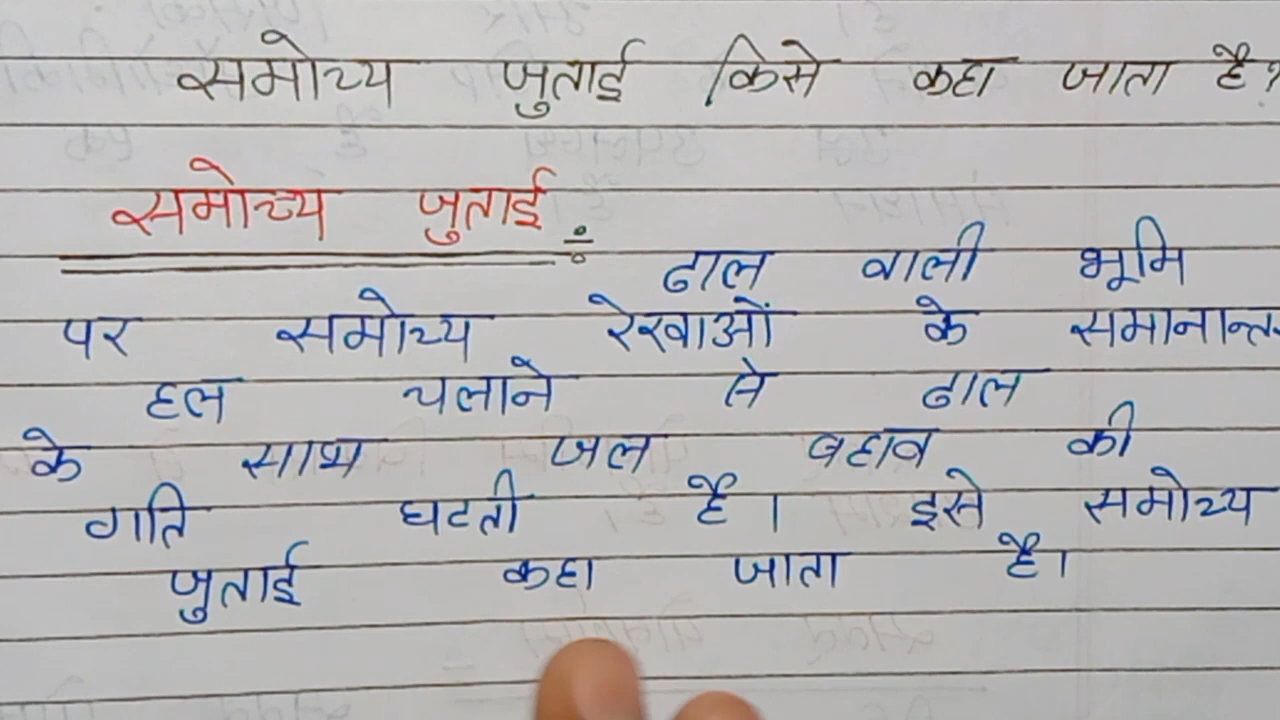 समोच्य जुताई किसे कहा जाता है?
समोच्य जुताई ÷
ढाल वाली भूमि
पर समोच्य रेखाओं के समानान्त
हल चलाने से ढाल
के साथ जल बहाव की
गति घटती है। इसे समोच्य
जुताई कहा जाता है।